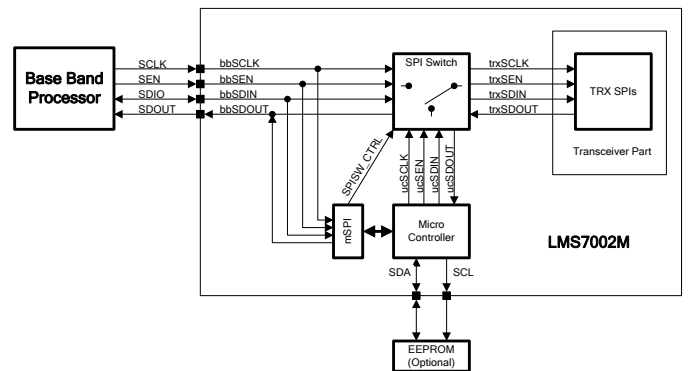 Base Band
Processor
SCLK
SEN
SDIO
SDOUT
bbSCLK
bbSEN
bbSDIN
bbSDOUT
SPI Switch
trxSCLK
trxSEN
trxSDIN
trxSDOUT
TRX SPIs
Transceiver Part
SPISW_CTRL
ucSCLK
ucSEN
ucSDIN
ucSDOUT
mSPI
Micro
Controller
LMS7002M
SDA
SCL
EEPROM
(Optional)